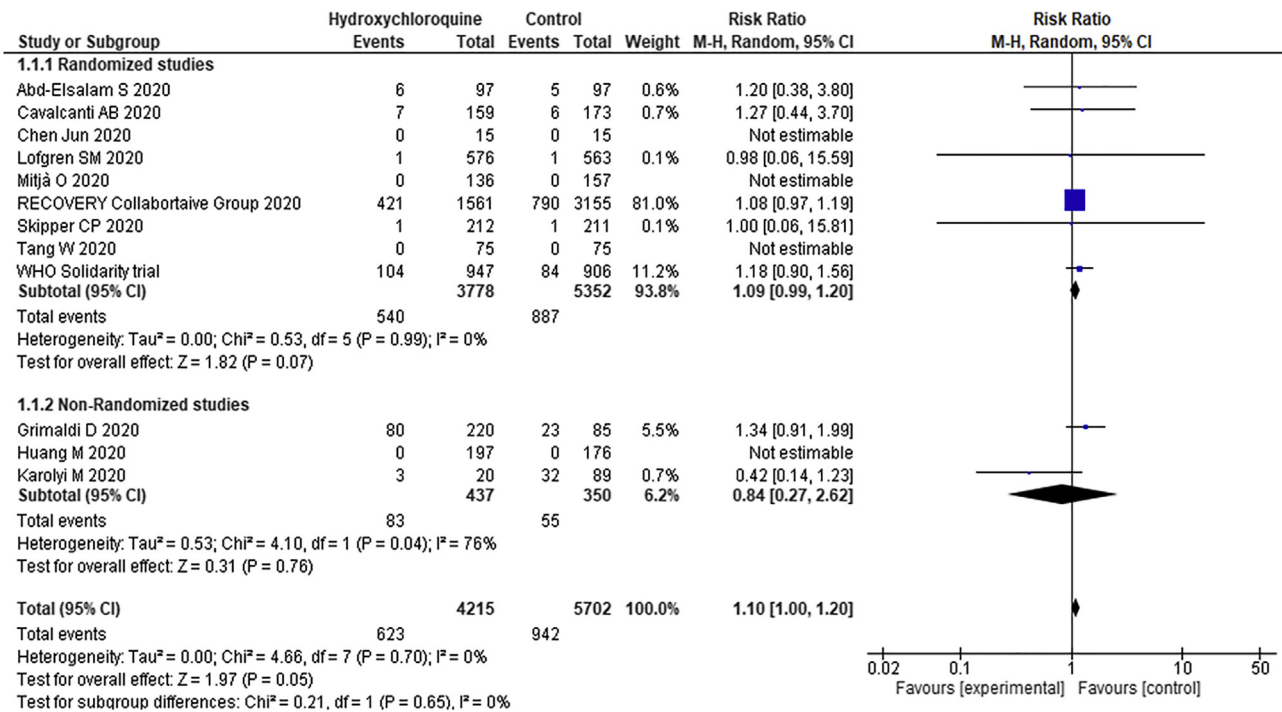 Hydroxychloroquine Control Risk Ratio Risk Ratio
Study or Subgroup Events Total Events Total Weight M-H, Random, 95% CI M-H, Random, 95% CI
1.1.1 Randomized studies
Abd-Elsalam S 2020 6 97 5 97 0.6% 1.20 [0.38, 3.80]
Cavalcanti AB 2020 7 159 6 173 0.7% 1.27 [0.44, 3.70]
Chen Jun 2020 0 15 0 15 Not estimable
Lofgren SM 2020 1 576 1 563 0.1% 0.98 [0.06, 15.59]
Mitjà O 2020 0 136 0 157 Not estimable
RECOVERY Collabortaive Group 2020 421 1561 790 3155 81.0% 1.08 [0.97, 1.19]
Skipper CP 2020 1 212 1 211 0.1% 1.00 [0.06, 15.81]
Tang W 2020 0 75 0 75 Not estimable
WHO Solidarity trial 104 947 84 906 11.2% 1.18 [0.90, 1.56]
Subtotal (95% CI) 3778 5352 93.8% 1.09 [0.99, 1.20]
Total events 540 887
Heterogeneity: Tau² = 0.00; Chi² = 0.53, df = 5 (P = 0.99); I² = 0%
Test for overall effect: Z = 1.82 (P = 0.07)
1.1.2 Non-Randomized studies
Grimaldi D 2020 80 220 23 85 5.5% 1.34 [0.91, 1.99]
Huang M 2020 0 197 0 176 Not estimable
Karolyi M 2020 3 20 32 89 0.7% 0.42 [0.14, 1.23]
Subtotal (95% CI) 437 350 6.2% 0.84 [0.27, 2.62]
Total events 83 55
Heterogeneity: Tau² = 0.53; Chi² = 4.10, df = 1 (P = 0.04); I² = 76%
Test for overall effect: Z = 0.31 (P = 0.76)
Total (95% CI) 4215 5702 100.0% 1.10 [1.00, 1.20]
Total events 623 942
Heterogeneity: Tau² = 0.00; Chi² = 4.66, df = 7 (P = 0.70); I² = 0%
Test for overall effect: Z = 1.97 (P = 0.05)
Test for subgroup differences: Chi² = 0.21, df = 1 (P = 0.65), I² = 0%
0.02 0.1 1 10 50
Favours [experimental] Favours [control]